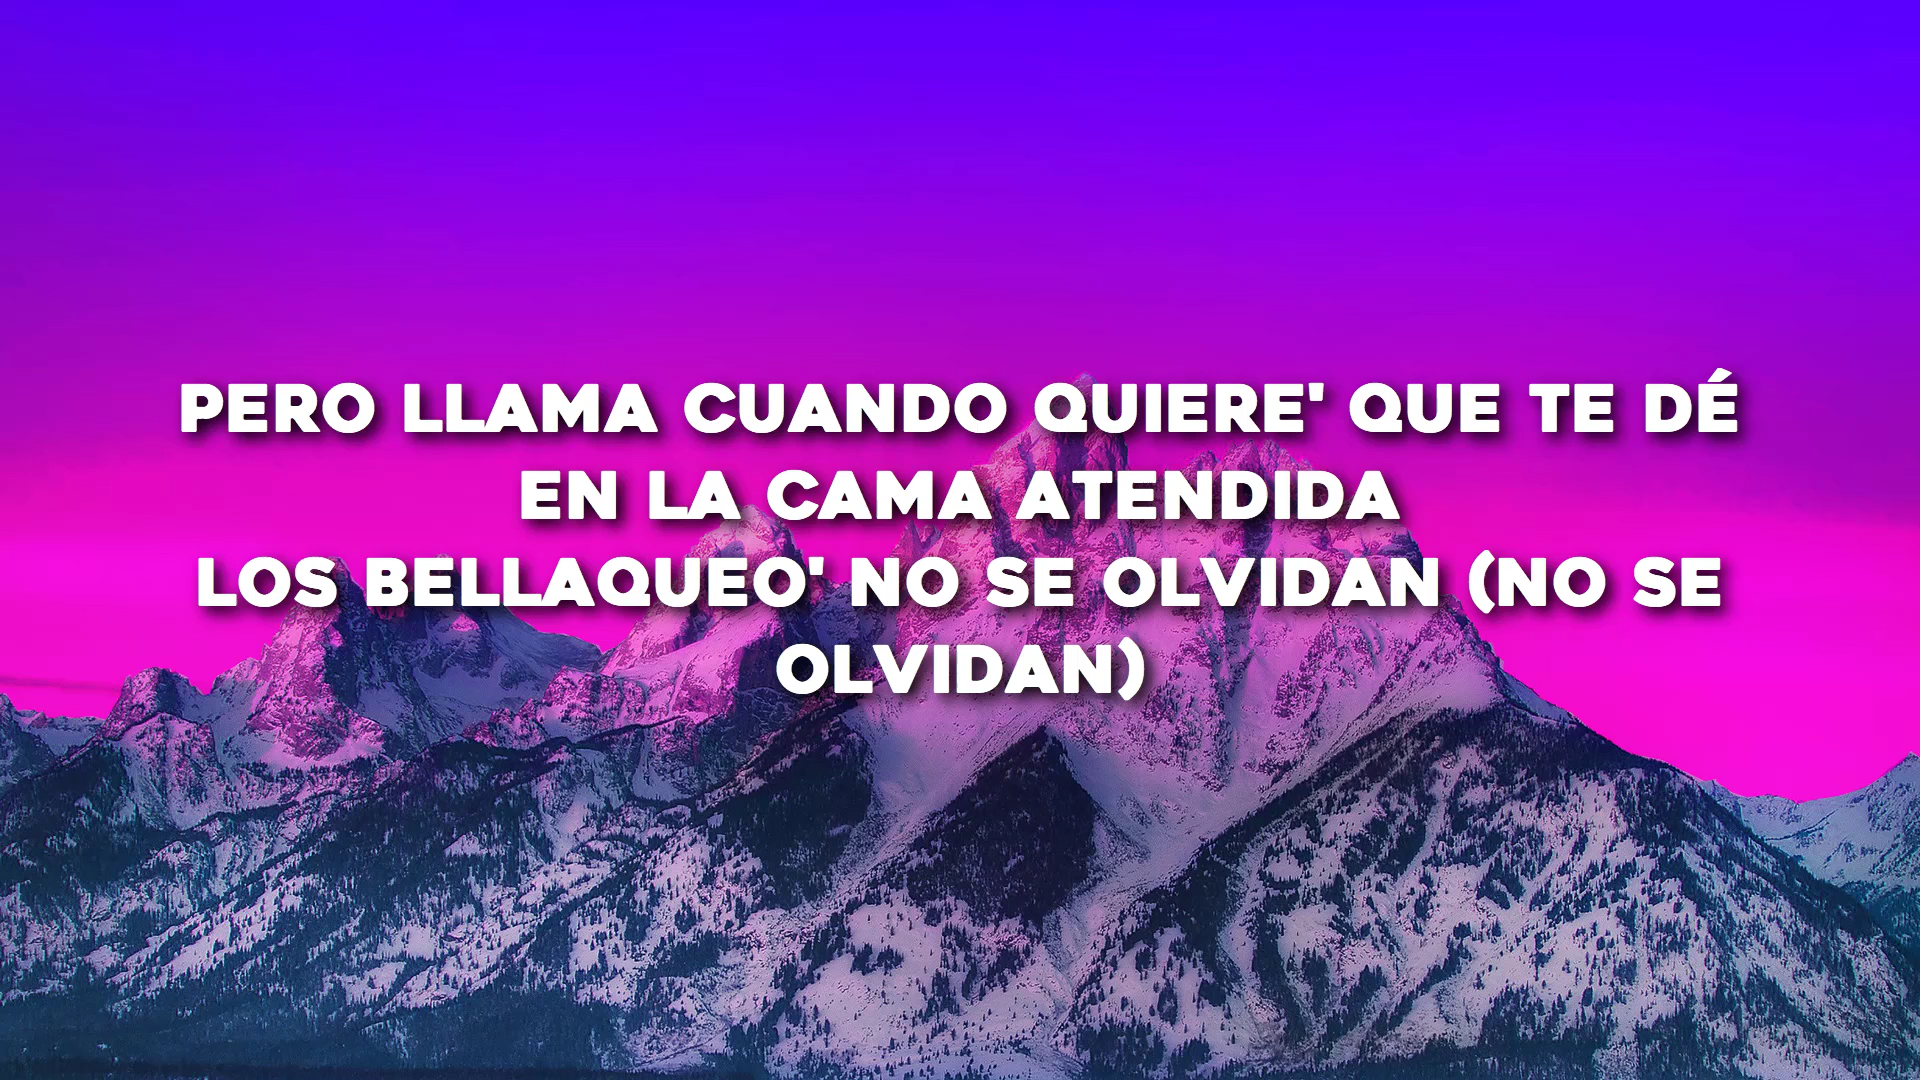 PERO LLAMA CUANDO QUIERE' QUE TE DÉ
EN LA CAMA ATENDIDA
LOS BELLAQUEO' NO SE OLVIDAN (NO SE
OLVIDAN)